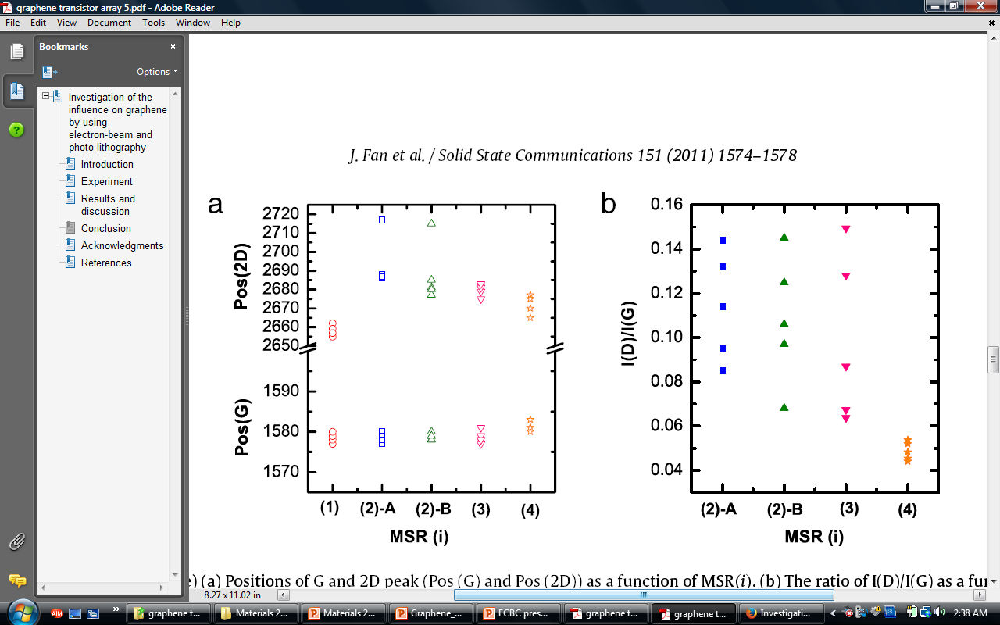 graphene transistor array 5.pdf - Adobe Reader
File Edit View Document Tools Window Help
Bookmarks
Options
Investigation of the
influence on graphene
by using
electron-beam and
photo-lithography
Introduction
Experiment
Results and
discussion
Conclusion
Acknowledgments
References
J. Fan et al. / Solid State Communications 151 (2011) 1574–1578
a
Pos(2D)
2720
2710
2700
2690
2680
2670
2660
2650
Pos(G)
1590
1580
1570
(1) (2)-A (2)-B (3) (4)
MSR (i)
b
I(D)/I(G)
0.16
0.14
0.12
0.10
0.08
0.06
0.04
(2)-A (2)-B (3) (4)
MSR (i)
) (a) Positions of G and 2D peak (Pos (G) and Pos (2D)) as a function of MSR(i). (b) The ratio of I(D)/I(G) as a
8.27 x 11.02 in
AIM » graphene t... Materials 2... Materials 2... Graphene_... ECBC pres... graphene t... graphene t... Investigati... < 2:38 AM